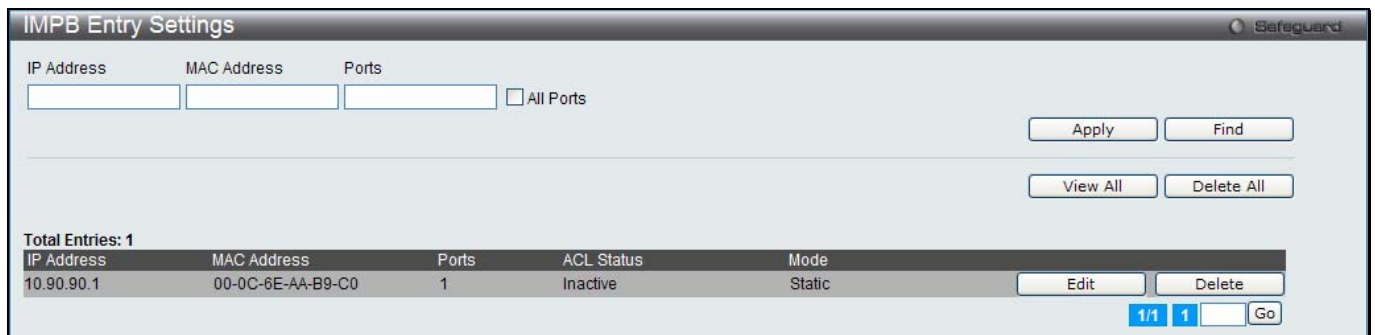 IMPB Entry Settings
Safeguard
IP Address MAC Address Ports
All Ports
Apply Find
View All Delete All
Total Entries: 1
IP Address MAC Address Ports ACL Status Mode
10.90.90.1 00-0C-6E-AA-B9-C0 1 Inactive Static Edit Delete
1/1 1 Go